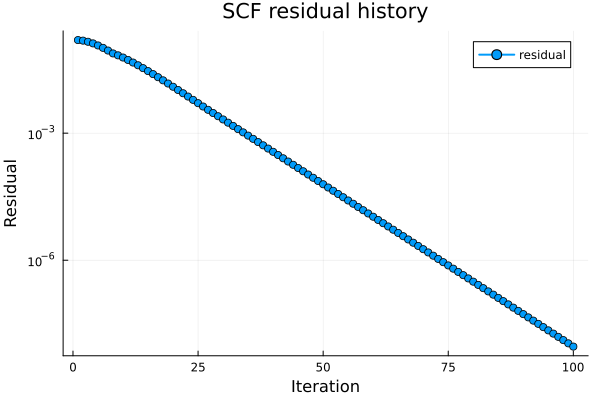 SCF residual history
residual
10⁻³
10⁻⁶
Residual
0 25 50 75 100
Iteration